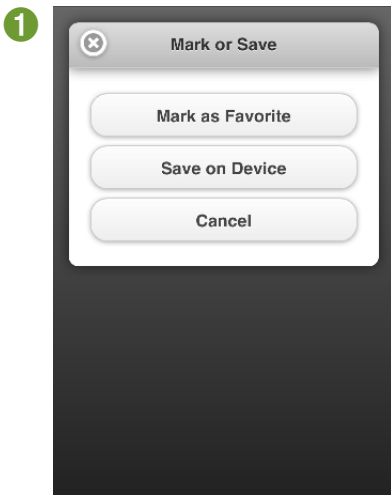 1
Mark or Save
Mark as Favorite
Save on Device
Cancel